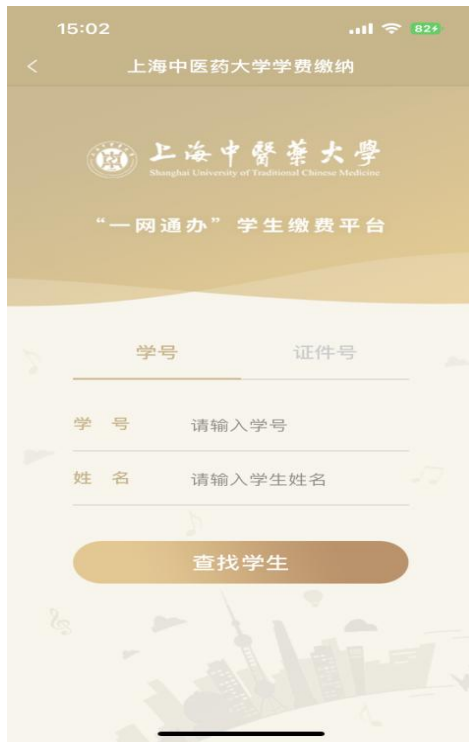 15:02
82
上海中医药大学学费缴纳
上海中醫藥大學
Shanghai University of Traditional Chinese Medicine
“一网通办”学生缴费平台
学号 证件号
学 号 请输入学号
姓 名 请输入学生姓名
查找学生